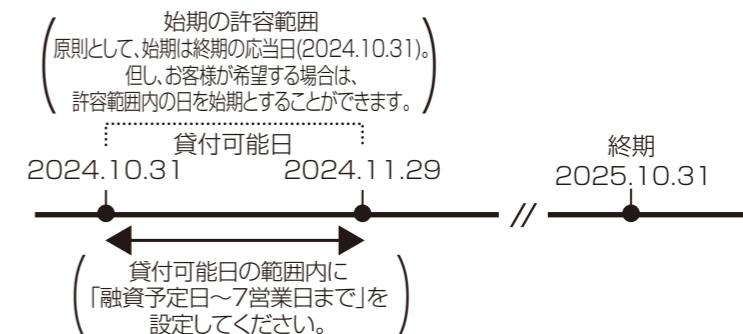 始期の許容範囲
原則として、始期は終期の応当日(2024.10.31)。
但し、お客様が希望する場合は、
許容範囲内の日を始期とすることができます。
貸付可能日
2024.10.31 2024.11.29
終期
2025.10.31
貸付可能日の範囲内に
「融資予定日～7営業日まで」を
設定してください。